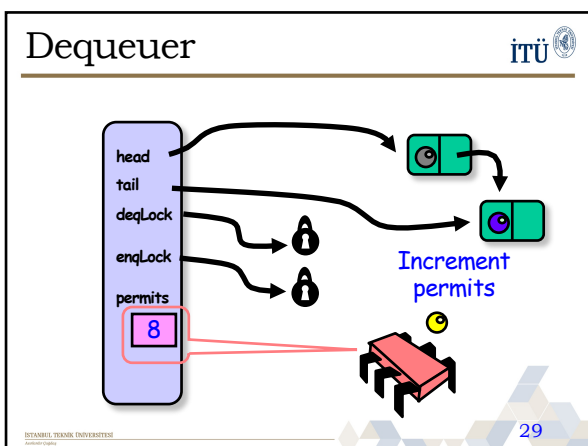 Dequeuer
İTÜ
head
tail
deqLock
enqLock
permits
8
Increment
permits
İSTANBUL TEKNİK ÜNİVERSİTESİ
29